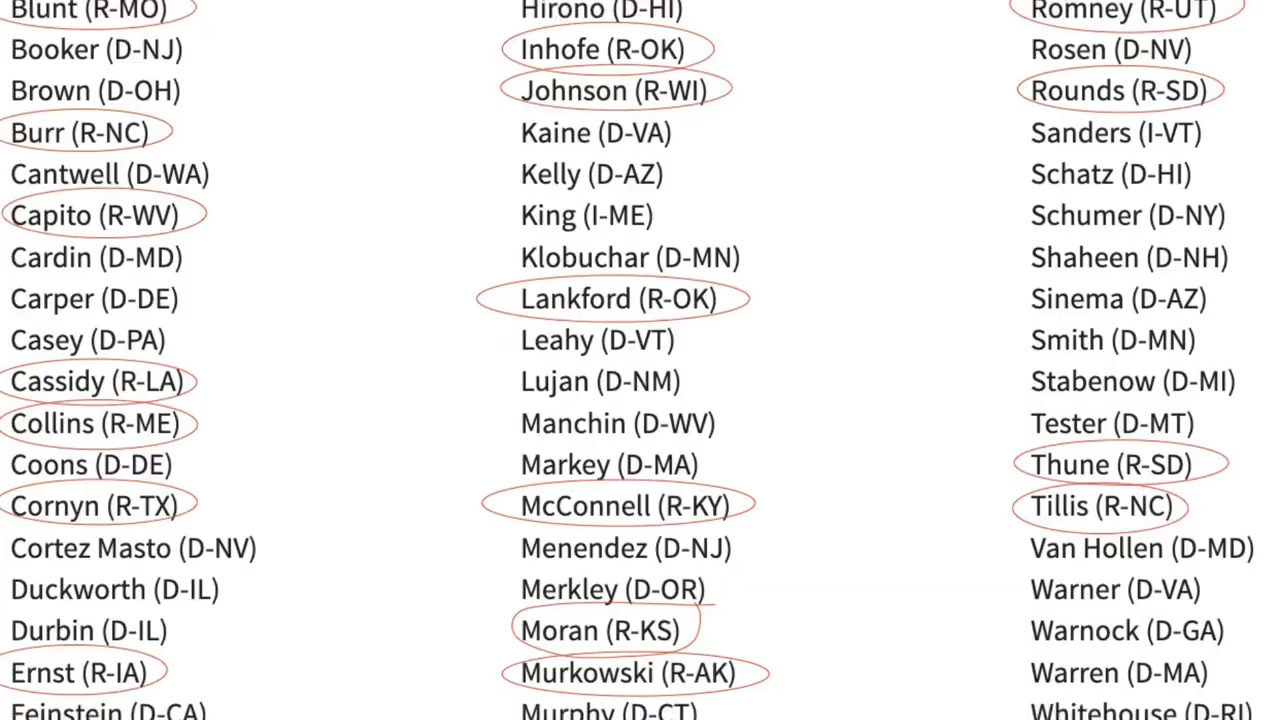 Blunt (R-MO)
Booker (D-NJ)
Brown (D-OH)
Burr (R-NC)
Cantwell (D-WA)
Capito (R-WV)
Cardin (D-MD)
Carper (D-DE)
Casey (D-PA)
Cassidy (R-LA)
Collins (R-ME)
Coons (D-DE)
Cornyn (R-TX)
Cortez Masto (D-NV)
Duckworth (D-IL)
Durbin (D-IL)
Ernst (R-IA)
Feinstein (D-CA)
Hirono (D-HI)
Inhofe (R-OK)
Johnson (R-WI)
Kaine (D-VA)
Kelly (D-AZ)
King (I-ME)
Klobuchar (D-MN)
Lankford (R-OK)
Leahy (D-VT)
Lujan (D-NM)
Manchin (D-WV)
Markey (D-MA)
McConnell (R-KY)
Menendez (D-NJ)
Merkley (D-OR)
Moran (R-KS)
Murkowski (R-AK)
Murphy (D-CT)
Romney (R-UT)
Rosen (D-NV)
Rounds (R-SD)
Sanders (I-VT)
Schatz (D-HI)
Schumer (D-NY)
Shaheen (D-NH)
Sinema (D-AZ)
Smith (D-MN)
Stabenow (D-MI)
Tester (D-MT)
Thune (R-SD)
Tillis (R-NC)
Van Hollen (D-MD)
Warner (D-VA)
Warnock (D-GA)
Warren (D-MA)
Whitehouse (D-RI)